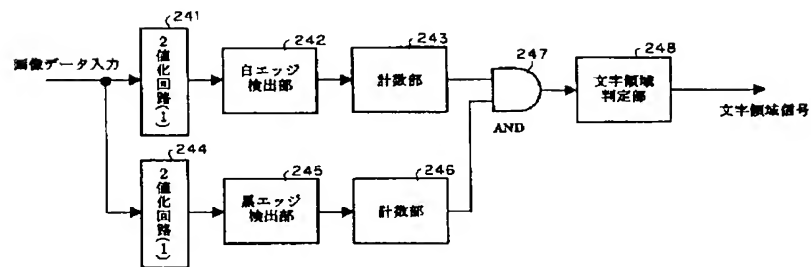 241
2値化回路(1)
242
白エッジ
検出部
243
計数部
247
AND
248
文字領域
判定部
画像データ入力
文字領域信号
244
2値化回路(1)
245
黒エッジ
検出部
246
計数部